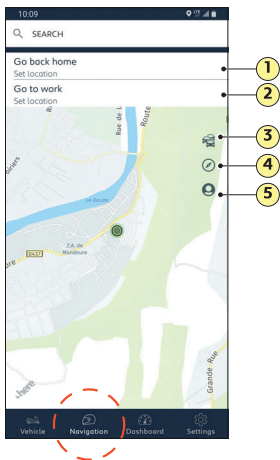 10:09
LTE
SEARCH
Go back home
Set location
1
Go to work
Set location
2
Rue de l
Route
3
4
5
Le Doubs
Z.A. de
Mandeure
D437
Grande Rue
here
Vehicle
Navigation
Dashboard
Settings